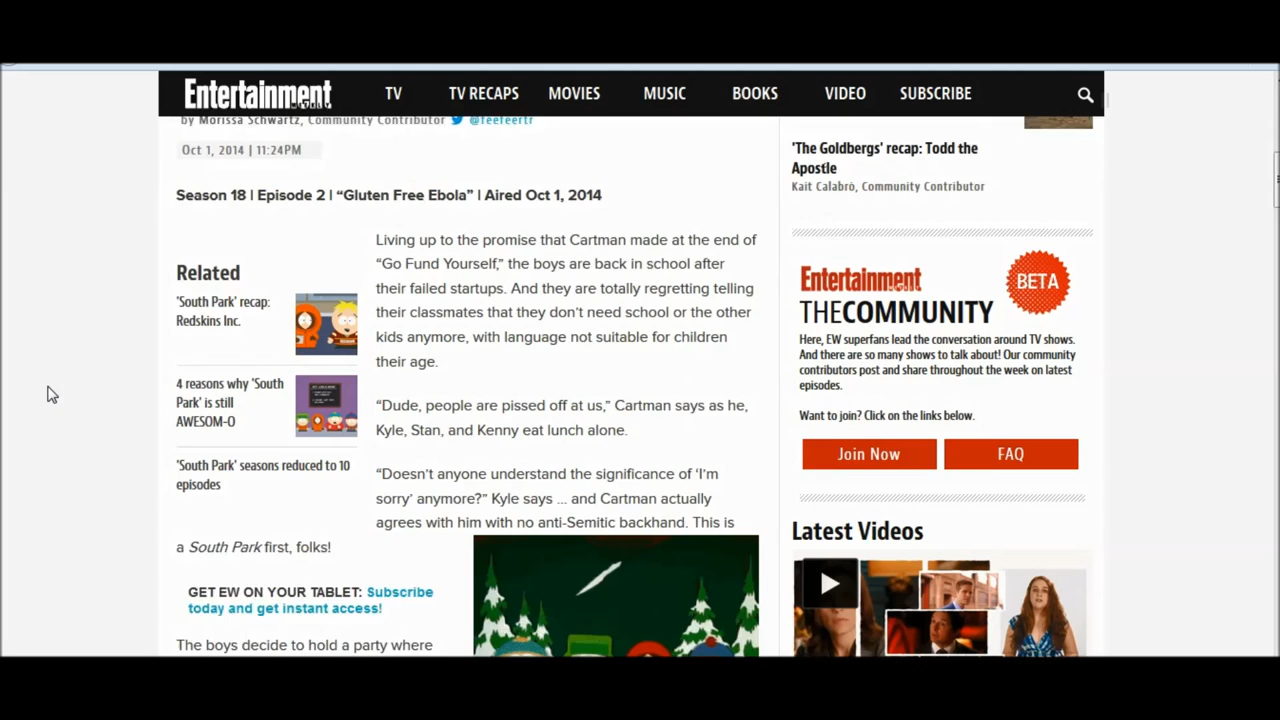 Entertainment WEEKLY
TV TV RECAPS MOVIES MUSIC BOOKS VIDEO SUBSCRIBE
by Morissa Schwartz, Community Contributor @feefeertr
Oct 1, 2014 | 11:24PM
Season 18 | Episode 2 | “Gluten Free Ebola” | Aired Oct 1, 2014
Related
'South Park' recap:
Redskins Inc.
4 reasons why 'South
Park' is still
AWESOM-O
'South Park' seasons reduced to 10
episodes
Living up to the promise that Cartman made at the end of
“Go Fund Yourself,” the boys are back in school after
their failed startups. And they are totally regretting telling
their classmates that they don’t need school or the other
kids anymore, with language not suitable for children
their age.
“Dude, people are pissed off at us,” Cartman says as he,
Kyle, Stan, and Kenny eat lunch alone.
“Doesn’t anyone understand the significance of ‘I’m
sorry’ anymore?” Kyle says … and Cartman actually
agrees with him with no anti-Semitic backhand. This is
a South Park first, folks!
GET EW ON YOUR TABLET: Subscribe
today and get instant access!
The boys decide to hold a party where
'The Goldbergs' recap: Todd the
Apostle
Kait Calabrò, Community Contributor
Entertainment
BETA
THECOMMUNITY
Here, EW superfans lead the conversation around TV shows.
And there are so many shows to talk about! Our community
contributors post and share throughout the week on latest
episodes.
Want to join? Click on the links below.
Join Now
FAQ
Latest Videos